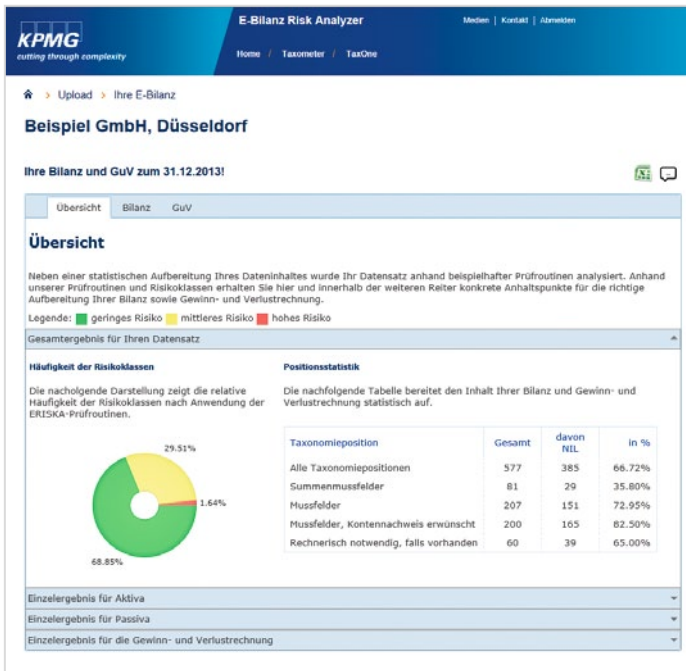 KPMG
cutting through complexity
E-Bilanz Risk Analyzer
Medien | Kontakt | Abmelden
Home / Taxometer / TaxOne
> Upload > Ihre E-Bilanz
Beispiel GmbH, Düsseldorf
Ihre Bilanz und GuV zum 31.12.2013!
Übersicht Bilanz GuV
Übersicht
Neben einer statistischen Aufbereitung Ihres Dateninhaltes wurde Ihr Datensatz anhand beispielhafter Prüfroutinen analysiert. Anhand
unserer Prüfroutinen und Risikoklassen erhalten Sie hier und innerhalb der weiteren Reiter konkrete Anhaltspunkte für die richtige
Aufbereitung Ihrer Bilanz sowie Gewinn- und Verlustrechnung.
Legende: geringes Risiko mittleres Risiko hohes Risiko
Gesamtergebnis für Ihren Datensatz
Häufigkeit der Risikoklassen
Die nacholgende Darstellung zeigt die relative
Häufigkeit der Risikoklassen nach Anwendung der
ERISKA-Prüfroutinen.
29.51%
1.64%
68.85%
Positionsstatistik
Die nachfolgende Tabelle bereitet den Inhalt Ihrer Bilanz und Gewinn- und
Verlustrechnung statistisch auf.
Taxonomieposition Gesamt davon NIL in %
Alle Taxonomiepositionen 577 385 66.72%
Summenmussfelder 81 29 35.80%
Mussfelder 207 151 72.95%
Mussfelder, Kontennachweis erwünscht 200 165 82.50%
Rechnerisch notwendig, falls vorhanden 60 39 65.00%
Einzelergebnis für Aktiva
Einzelergebnis für Passiva
Einzelergebnis für die Gewinn- und Verlustrechnung